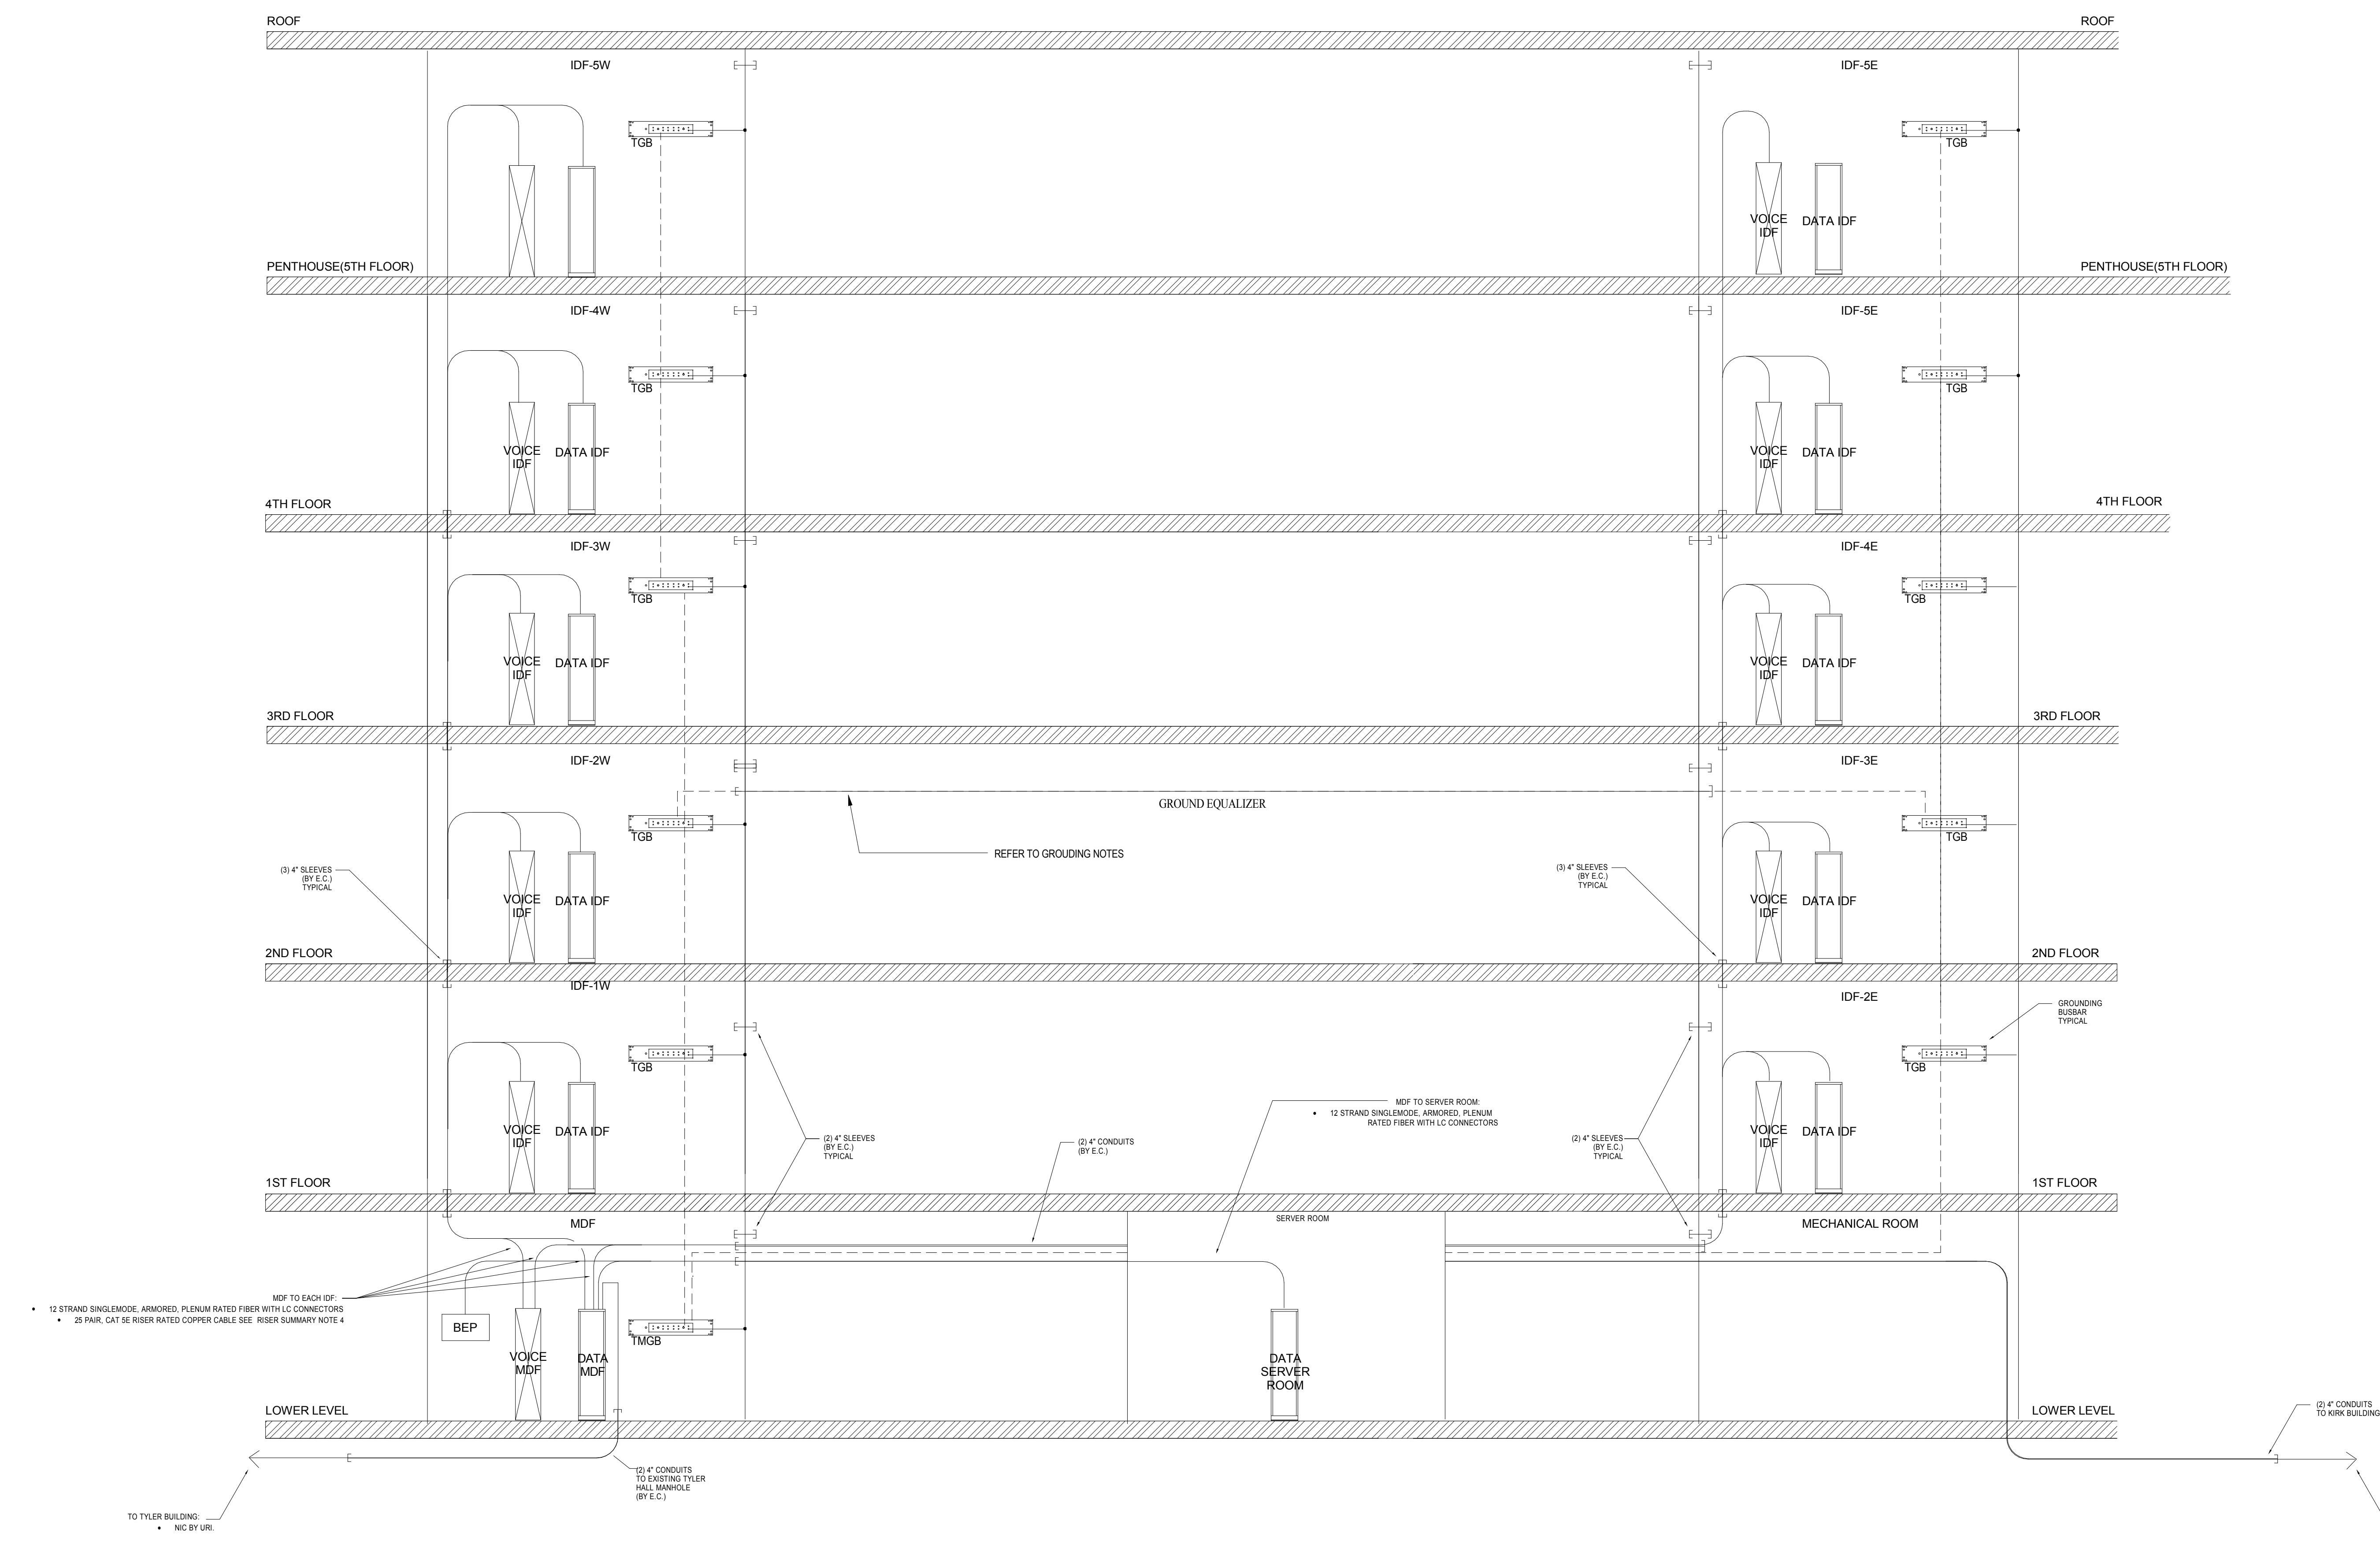 ROOF
ROOF
IDF-5W
IDF-5E
TGB
TGB
VOICE
IDF
DATA IDF
PENTHOUSE(5TH FLOOR)
PENTHOUSE(5TH FLOOR)
IDF-4W
IDF-5E
TGB
TGB
VOICE
IDF
DATA IDF
VOICE
IDF
DATA IDF
4TH FLOOR
4TH FLOOR
IDF-3W
IDF-4E
TGB
TGB
VOICE
IDF
DATA IDF
VOICE
IDF
DATA IDF
3RD FLOOR
3RD FLOOR
IDF-2W
IDF-3E
GROUND EQUALIZER
TGB
TGB
REFER TO GROUDING NOTES
(3) 4" SLEEVES
(BY E.C.)
TYPICAL
(3) 4" SLEEVES
(BY E.C.)
TYPICAL
VOICE
IDF
DATA IDF
VOICE
IDF
DATA IDF
2ND FLOOR
2ND FLOOR
IDF-1W
IDF-2E
GROUNDING
BUSBAR
TYPICAL
TGB
TGB
MDF TO SERVER ROOM:
• 12 STRAND SINGLEMODE, ARMORED, PLENUM
RATED FIBER WITH LC CONNECTORS
VOICE
IDF
DATA IDF
(2) 4" SLEEVES
(BY E.C.)
TYPICAL
(2) 4" CONDUITS
(BY E.C.)
(2) 4" SLEEVES
(BY E.C.)
TYPICAL
VOICE
IDF
DATA IDF
1ST FLOOR
1ST FLOOR
MDF
SERVER ROOM
MECHANICAL ROOM
MDF TO EACH IDF:
• 12 STRAND SINGLEMODE, ARMORED, PLENUM RATED FIBER WITH LC CONNECTORS
• 25 PAIR, CAT 5E RISER RATED COPPER CABLE SEE RISER SUMMARY NOTE 4
BEP
TMGB
VOICE
MDF
DATA
MDF
DATA
SERVER
ROOM
LOWER LEVEL
LOWER LEVEL
(2) 4" CONDUITS
TO KIRK BUILDING
(2) 4" CONDUITS
TO EXISTING TYLER
HALL MANHOLE
(BY E.C.)
TO TYLER BUILDING:
• NIC BY URI.